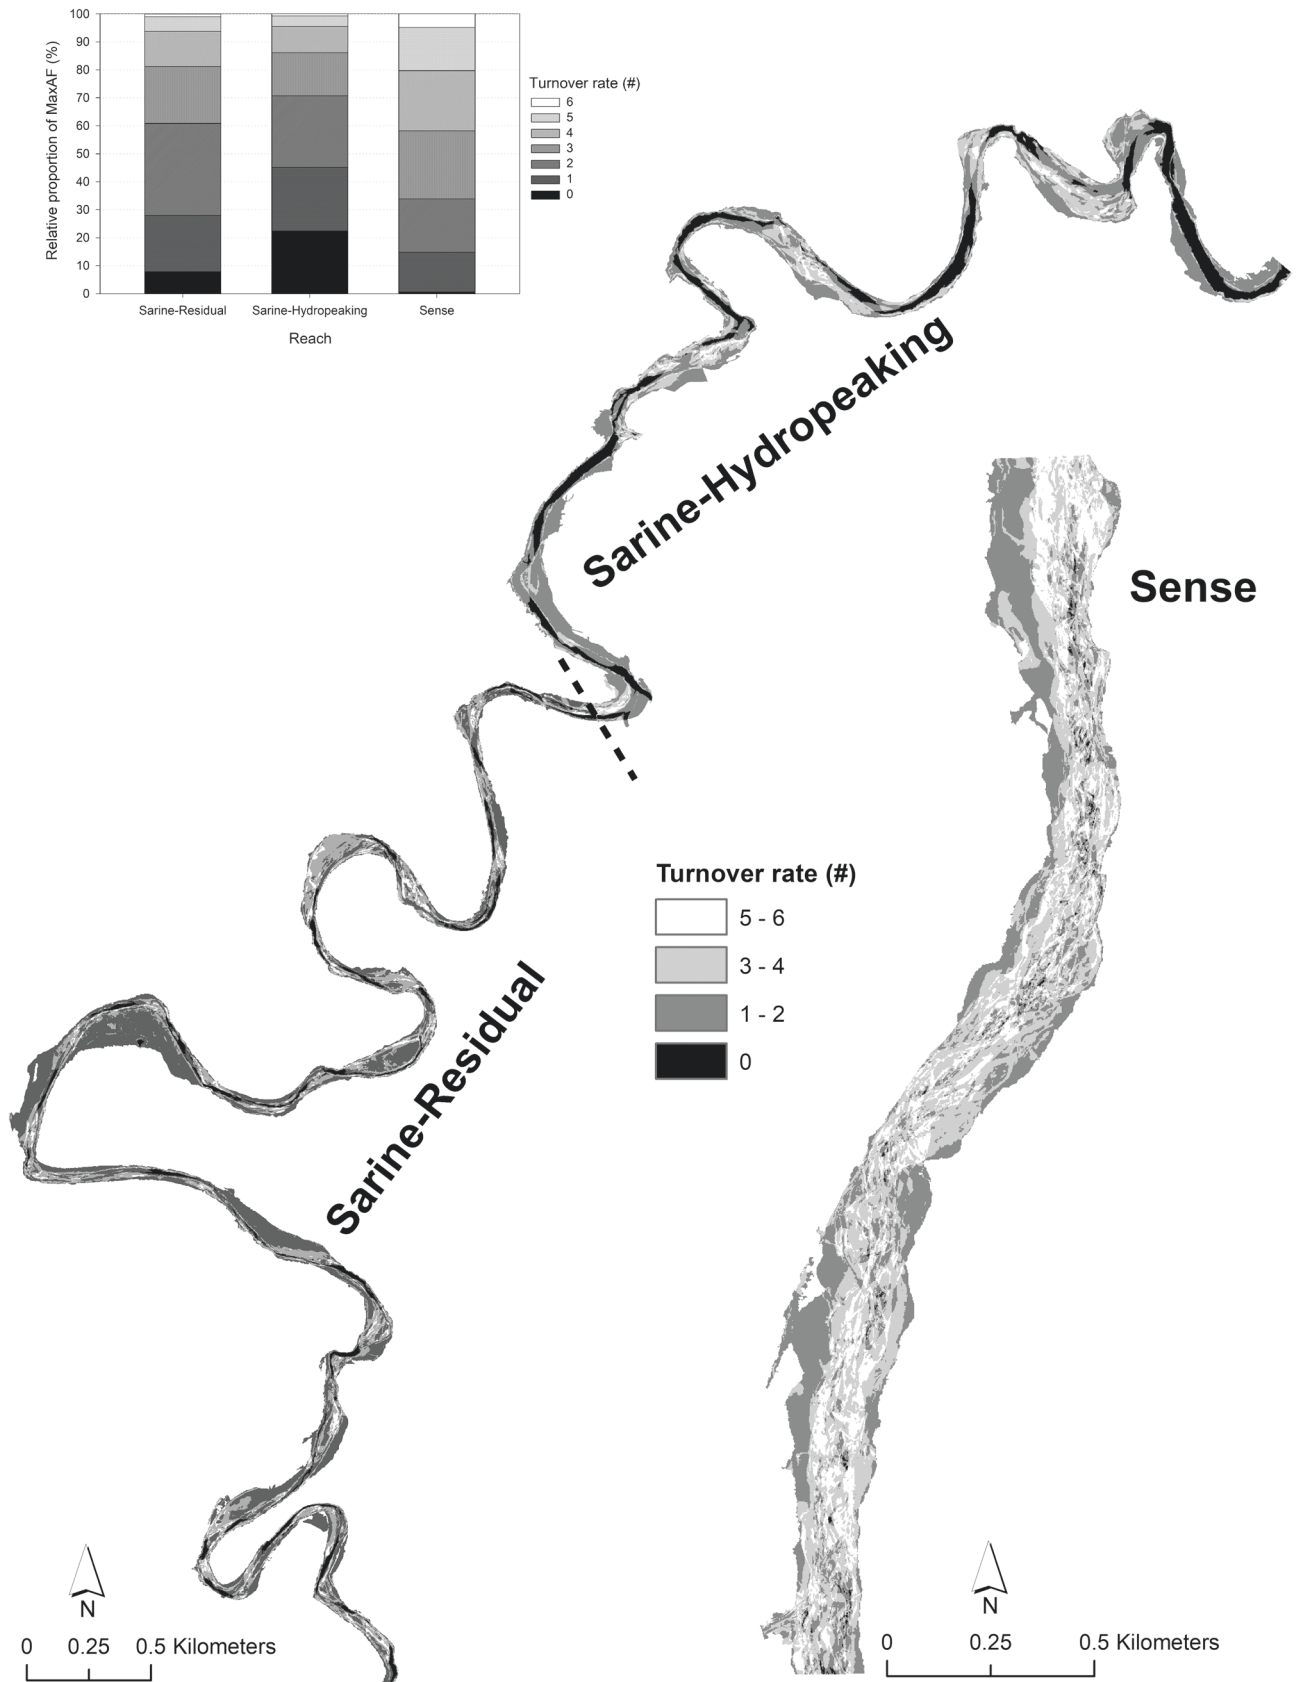 100
90
80
70
60
50
40
30
20
10
0
Relative proportion of MaxAF (%)
Sarine-Residual
Sarine-Hydropeaking
Sense
Reach
Turnover rate (#)
6
5
4
3
2
1
0
Sarine-Hydropeaking
Sense
Sarine-Residual
Turnover rate (#)
5 - 6
3 - 4
1 - 2
0
N
0 0.25 0.5 Kilometers
N
0 0.25 0.5 Kilometers